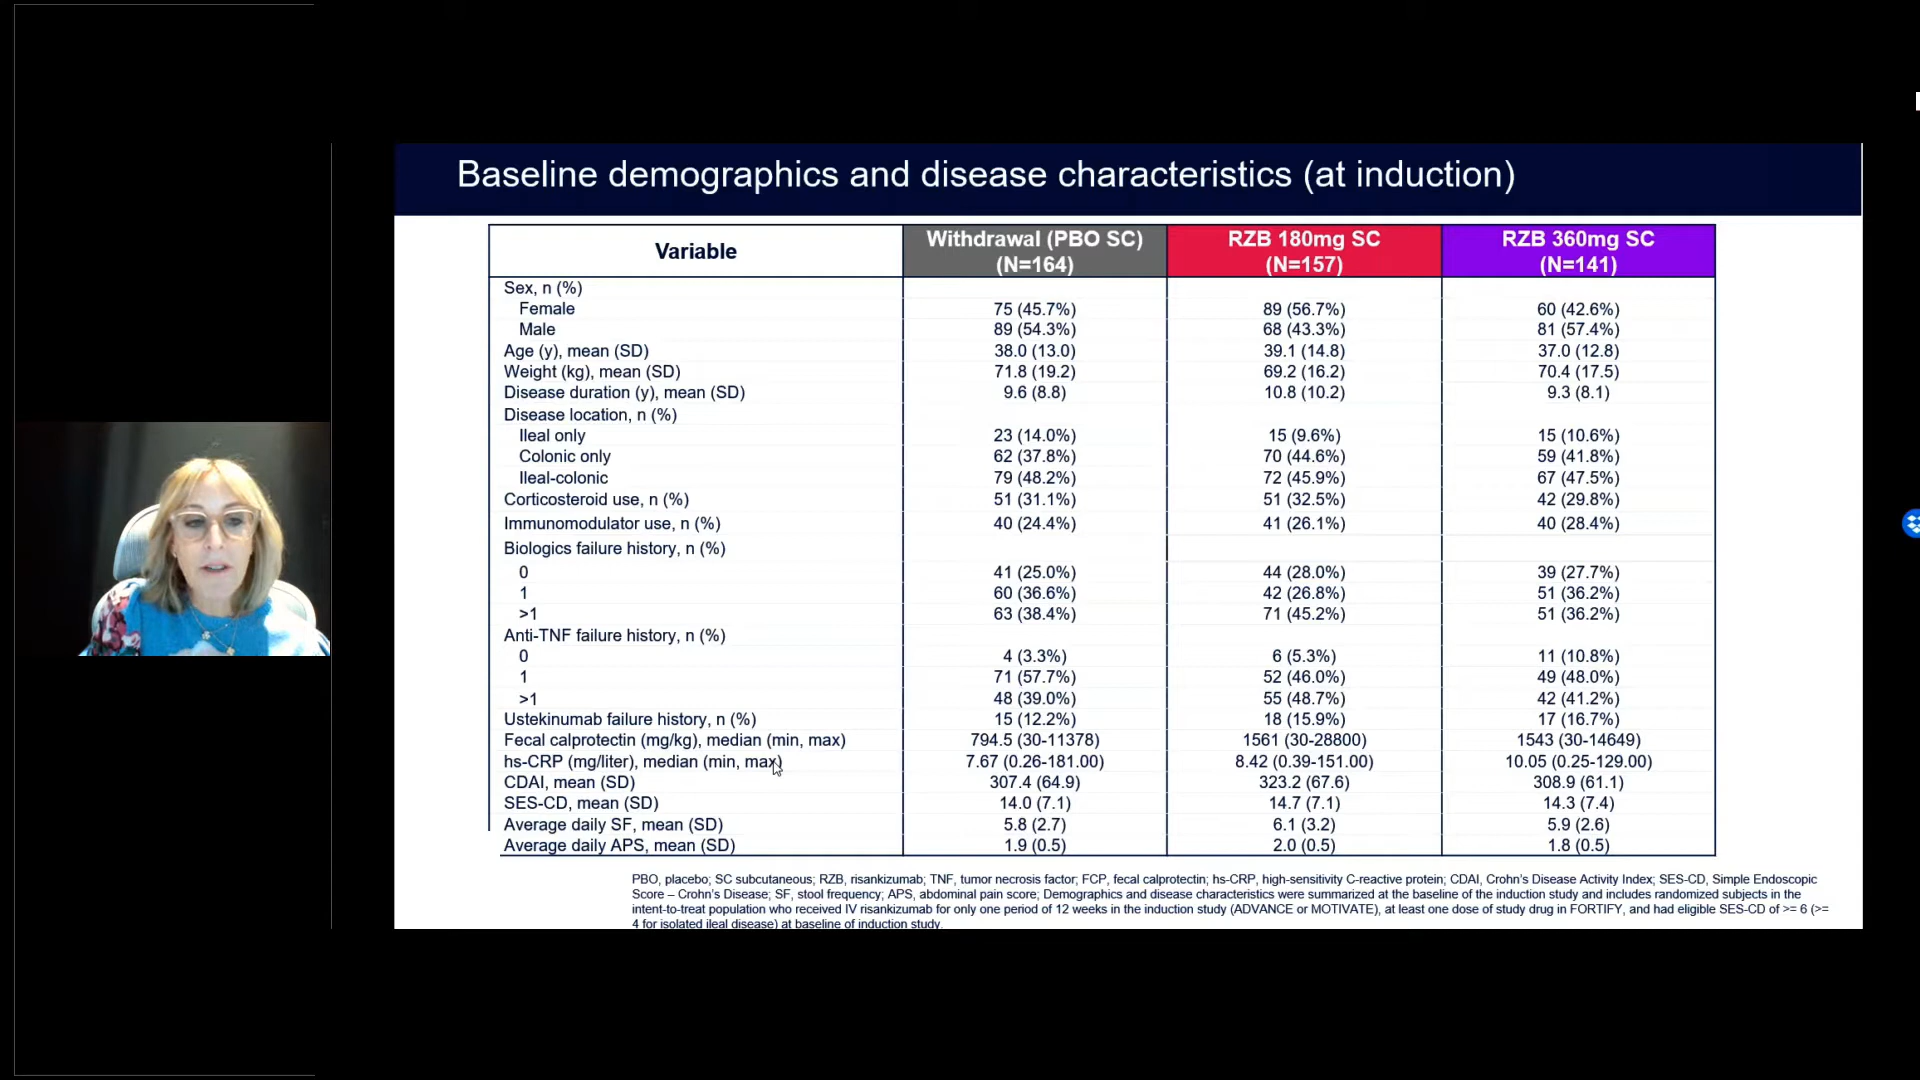 Baseline demographics and disease characteristics (at induction)
Variable Withdrawal (PBO SC) (N=164) RZB 180mg SC (N=157) RZB 360mg SC (N=141)
Sex, n (%)
Female 75 (45.7%) 89 (56.7%) 60 (42.6%)
Male 89 (54.3%) 68 (43.3%) 81 (57.4%)
Age (y), mean (SD) 38.0 (13.0) 39.1 (14.8) 37.0 (12.8)
Weight (kg), mean (SD) 71.8 (19.2) 69.2 (16.2) 70.4 (17.5)
Disease duration (y), mean (SD) 9.6 (8.8) 10.8 (10.2) 9.3 (8.1)
Disease location, n (%)
Ileal only 23 (14.0%) 15 (9.6%) 15 (10.6%)
Colonic only 62 (37.8%) 70 (44.6%) 59 (41.8%)
Ileal-colonic 79 (48.2%) 72 (45.9%) 67 (47.5%)
Corticosteroid use, n (%) 51 (31.1%) 51 (32.5%) 42 (29.8%)
Immunomodulator use, n (%) 40 (24.4%) 41 (26.1%) 40 (28.4%)
Biologics failure history, n (%)
0 41 (25.0%) 44 (28.0%) 39 (27.7%)
1 60 (36.6%) 42 (26.8%) 51 (36.2%)
>1 63 (38.4%) 71 (45.2%) 51 (36.2%)
Anti-TNF failure history, n (%)
0 4 (3.3%) 6 (5.3%) 11 (10.8%)
1 71 (57.7%) 52 (46.0%) 49 (48.0%)
>1 48 (39.0%) 55 (48.7%) 42 (41.2%)
Ustekinumab failure history, n (%) 15 (12.2%) 18 (15.9%) 17 (16.7%)
Fecal calprotectin (mg/kg), median (min, max) 794.5 (30-11378) 1561 (30-28800) 1543 (30-14649)
hs-CRP (mg/liter), median (min, max) 7.67 (0.26-181.00) 8.42 (0.39-151.00) 10.05 (0.25-129.00)
CDAI, mean (SD) 307.4 (64.9) 323.2 (67.6) 308.9 (61.1)
SES-CD, mean (SD) 14.0 (7.1) 14.7 (7.1) 14.3 (7.4)
Average daily SF, mean (SD) 5.8 (2.7) 6.1 (3.2) 5.9 (2.6)
Average daily APS, mean (SD) 1.9 (0.5) 2.0 (0.5) 1.8 (0.5)
PBO, placebo; SC subcutaneous; RZB, risankizumab; TNF, tumor necrosis factor; FCP, fecal calprotectin; hs-CRP, high-sensitivity C-reactive protein; CDAI, Crohn's Disease Activity Index; SES-CD, Simple Endoscopic
Score – Crohn's Disease; SF, stool frequency; APS, abdominal pain score; Demographics and disease characteristics were summarized at the baseline of the induction study and includes randomized subjects in the
intent-to-treat population who received IV risankizumab for only one period of 12 weeks in the induction study (ADVANCE or MOTIVATE), at least one dose of study drug in FORTIFY, and had eligible SES-CD of >= 6 (>=
4 for isolated ileal disease) at baseline of induction study.